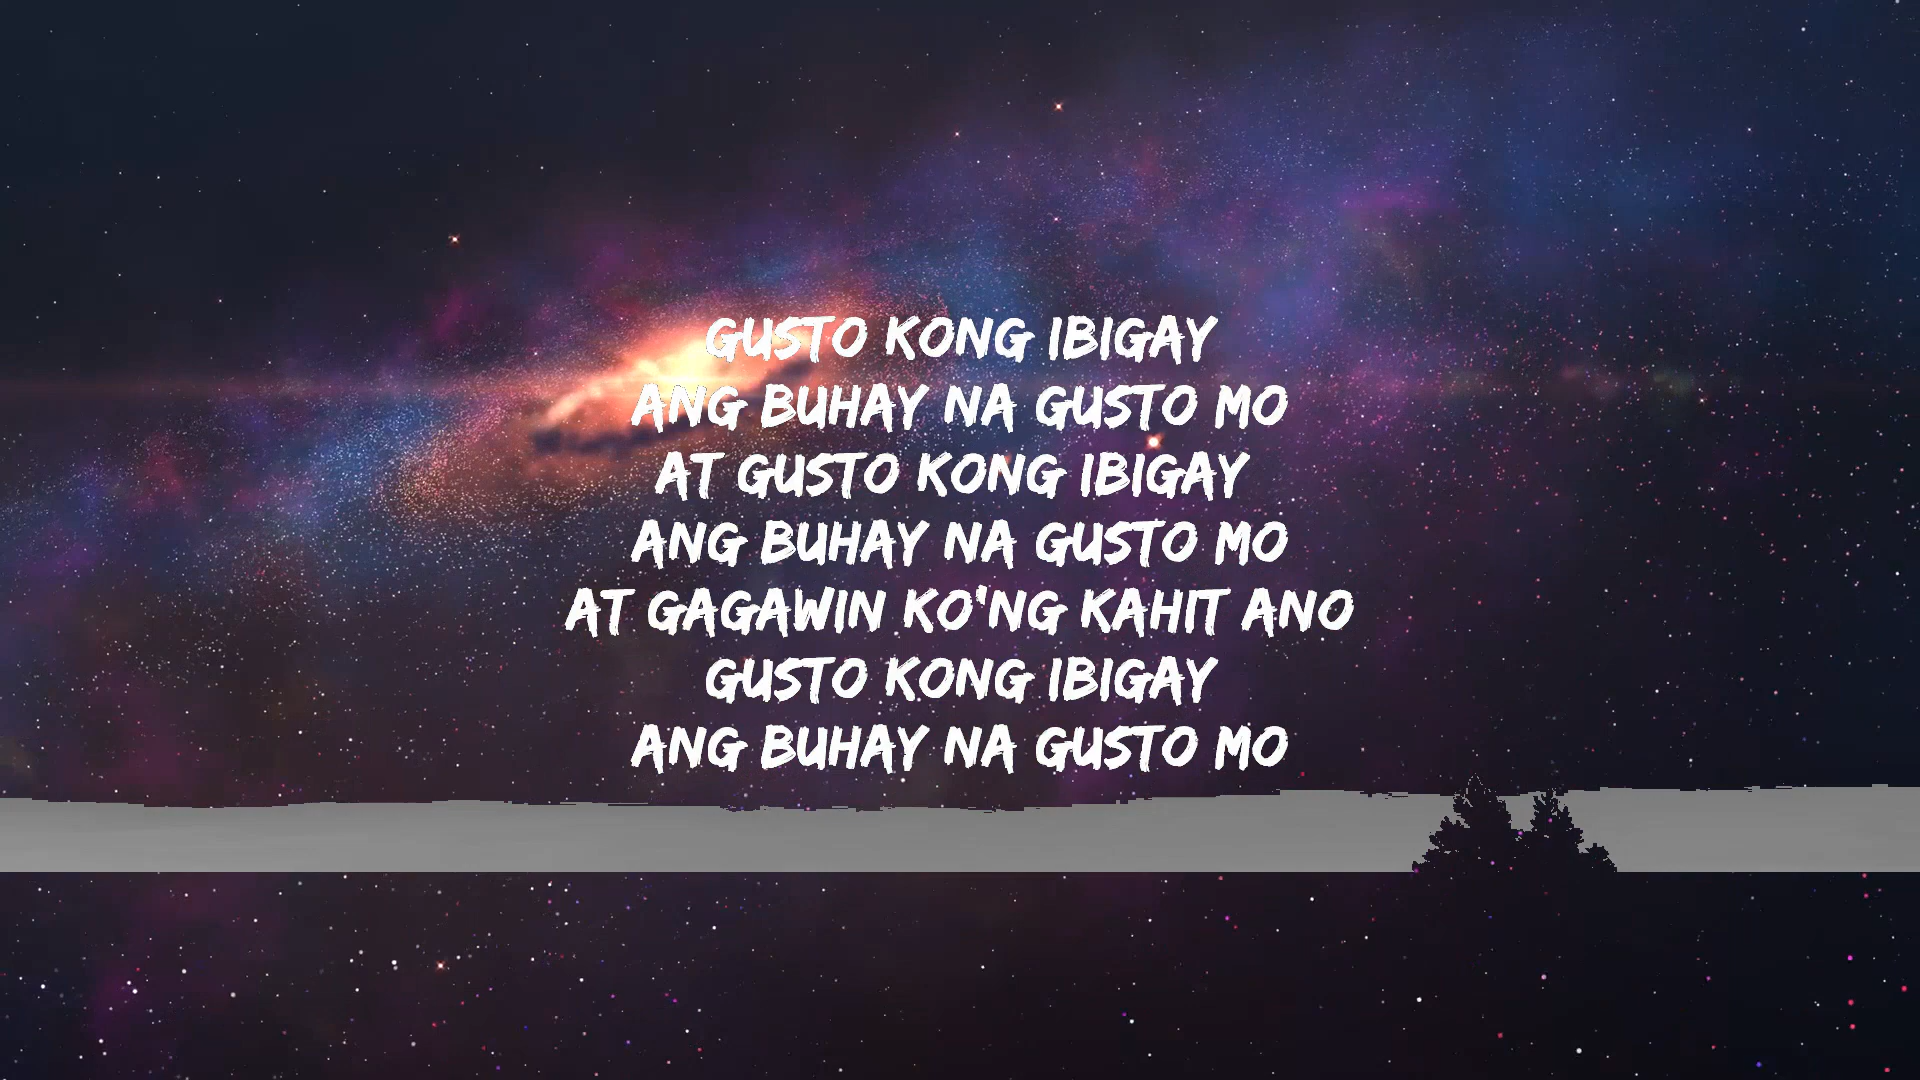 GUSTO KONG IBIGAY
ANG BUHAY NA GUSTO MO
AT GUSTO KONG IBIGAY
ANG BUHAY NA GUSTO MO
AT GAGAWIN KO'NG KAHIT ANO
GUSTO KONG IBIGAY
ANG BUHAY NA GUSTO MO